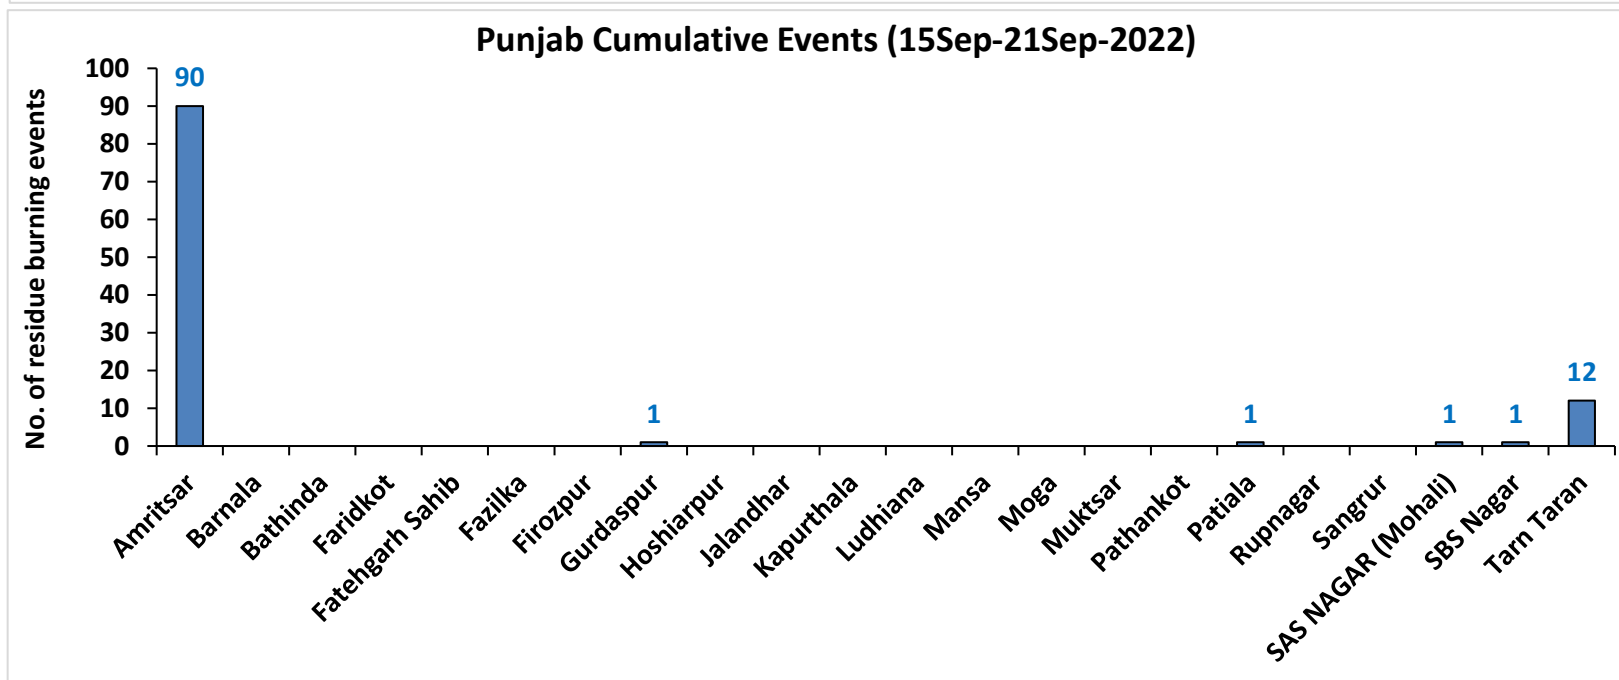 Punjab Cumulative Events (15Sep-21Sep-2022)
No. of residue burning events
100
90
80
70
60
50
40
30
20
10
0
90
1
1
1
1
12
Amritsar
Barnala
Bathinda
Faridkot
Fatehgarh Sahib
Fazilka
Firozpur
Gurdaspur
Hoshiarpur
Jalandhar
Kapurthala
Ludhiana
Mansa
Moga
Muktsar
Pathankot
Patiala
Rupnagar
Sangrur
SAS NAGAR (Mohali)
SBS Nagar
Tarn Taran